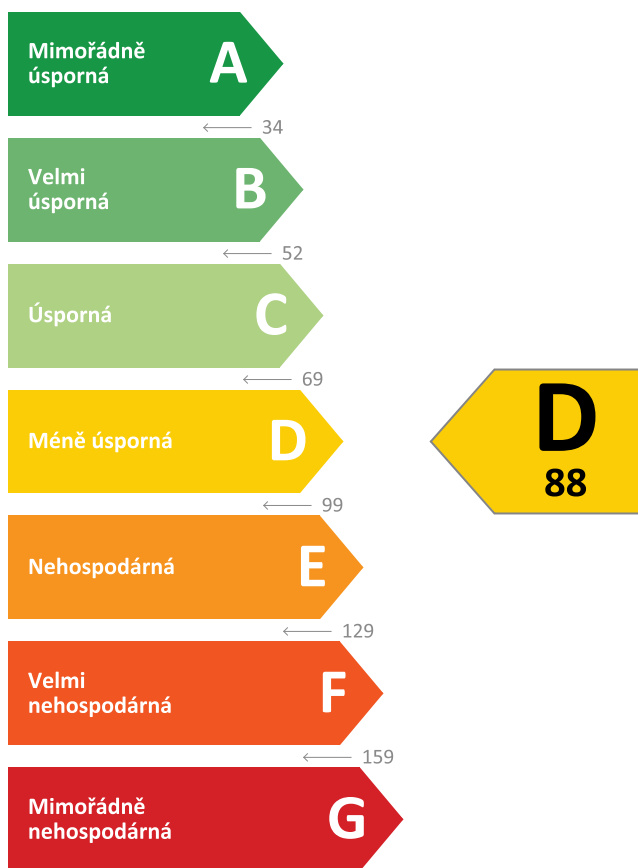 Mimořádně
úsporná
A
34
Velmi
úsporná
B
52
Úsporná
C
69
Méně úsporná
D
D
88
99
Nehospodárná
E
129
Velmi
nehospodárná
F
159
Mimořádně
nehospodárná
G